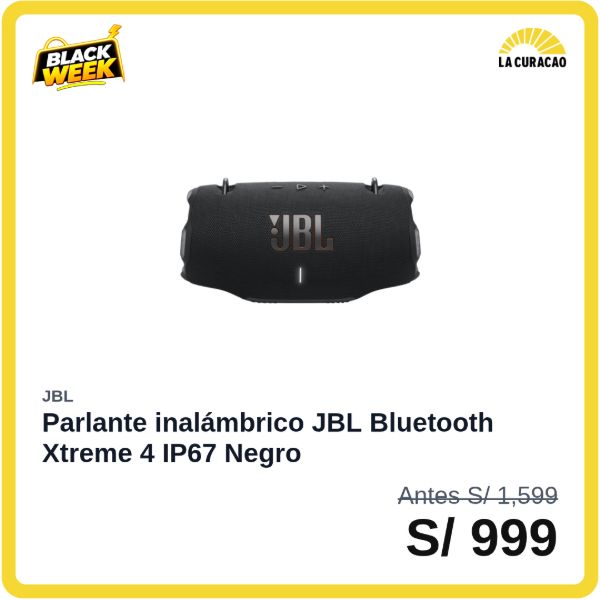 BLACK
WEEK
LA CURACAO
JBL
JBL
Parlante inalámbrico JBL Bluetooth
Xtreme 4 IP67 Negro
Antes S/ 1,599
S/ 999